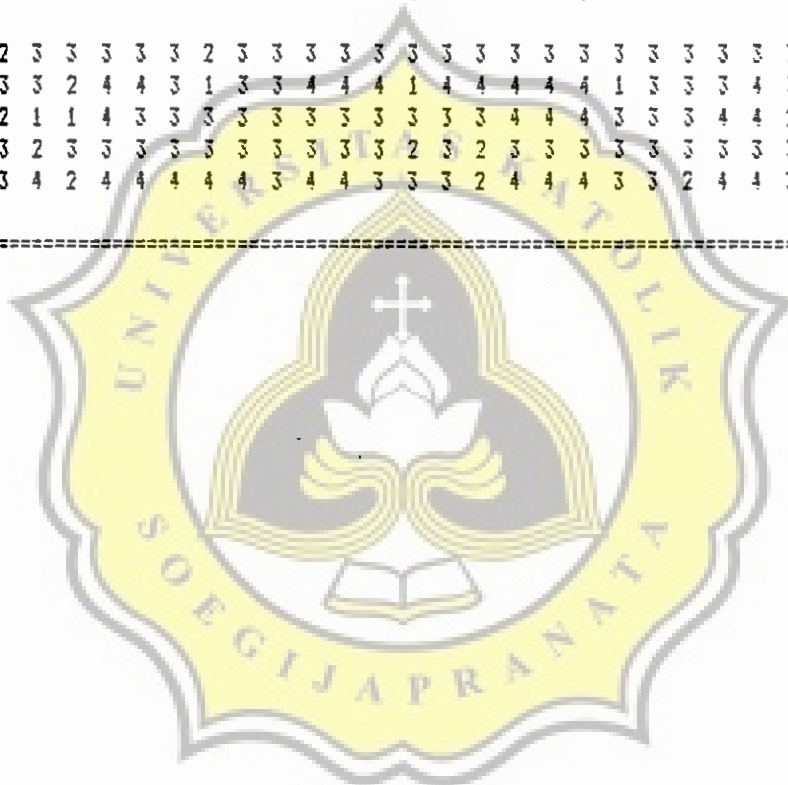 2 3 3 3 3 3 2 3 3 3 3 3 3 3 3 3 3 3 3 3 3 3 3
3 3 2 4 4 3 1 3 3 4 4 4 1 4 4 4 4 4 1 3 3 3 4
2 1 1 4 3 3 3 3 3 3 3 3 3 3 3 4 4 4 3 3 3 4 4
3 2 3 3 3 3 3 3 3 3 3 3 2 3 2 3 3 3 3 3 3 3 3
3 4 2 4 4 4 4 4 3 4 4 3 3 3 2 4 4 4 3 3 2 4 4
UNIVERSITAS KATOLIK
SOEGIJAPRANATA